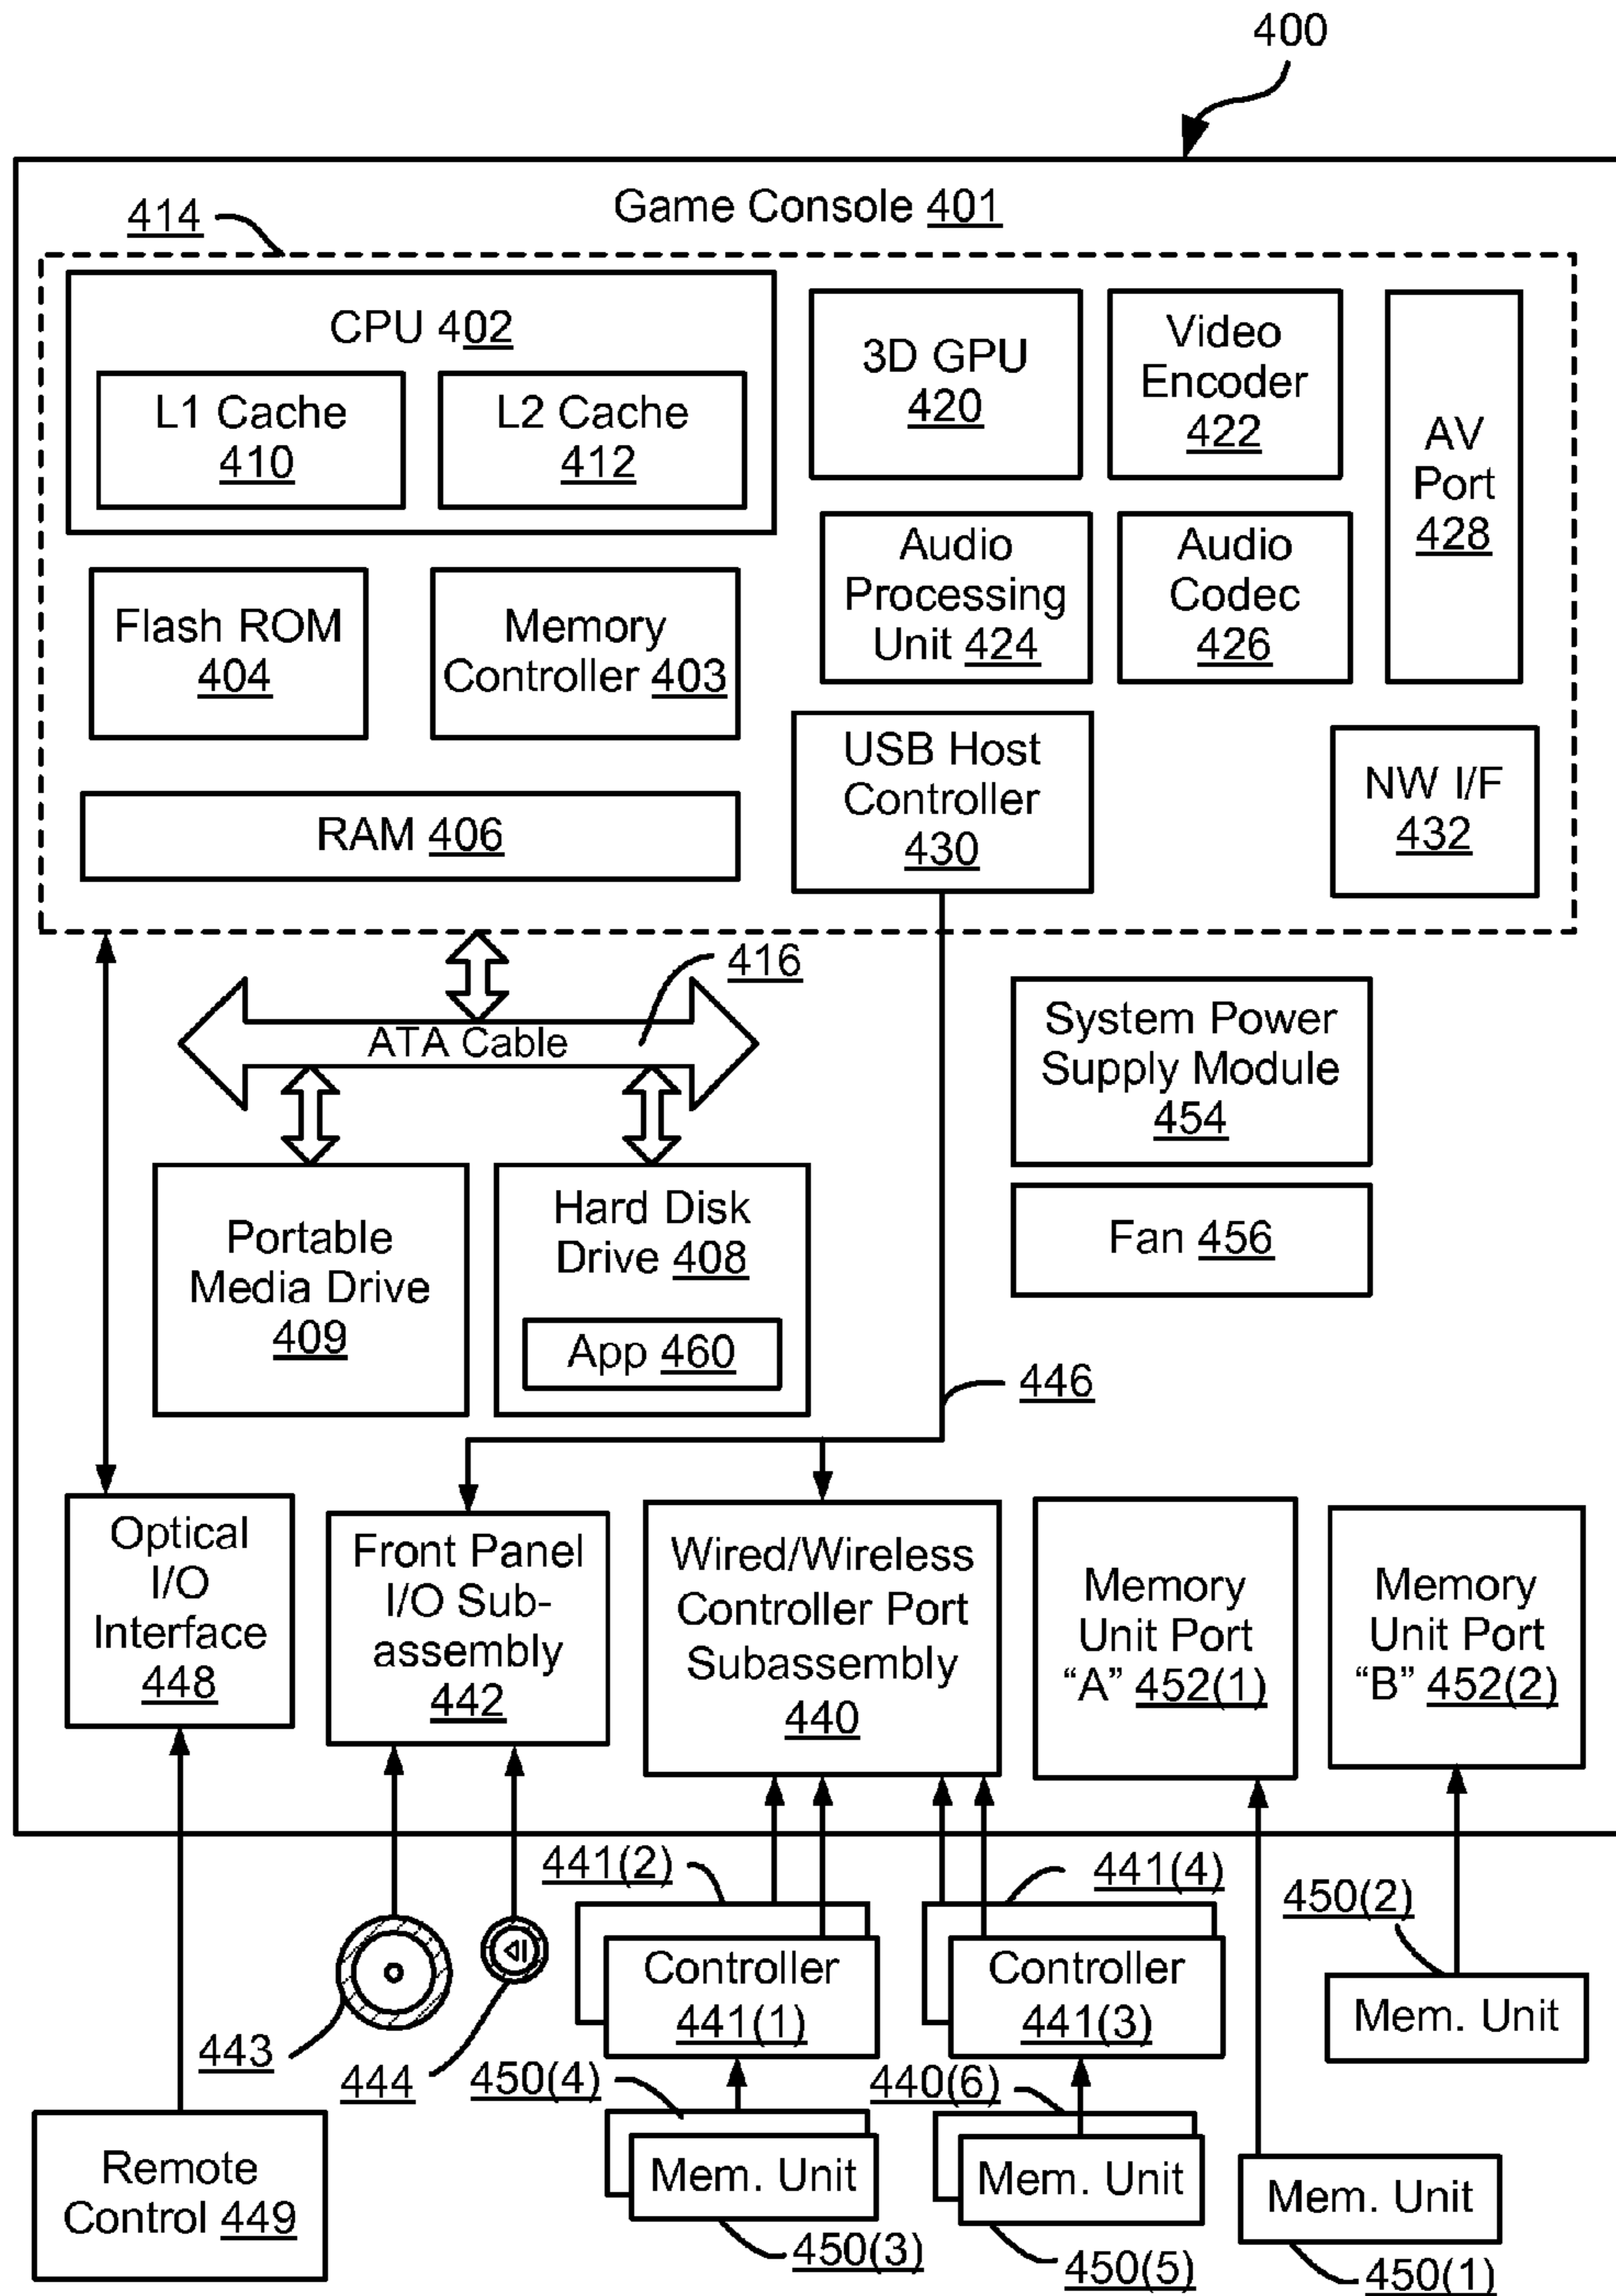 400
Game Console 401
414
CPU 402
L1 Cache
410
L2 Cache
412
3D GPU
420
Video
Encoder
422
AV
Port
428
Audio
Processing
Unit 424
Audio
Codec
426
Flash ROM
404
Memory
Controller 403
USB Host
Controller
430
NW I/F
432
RAM 406
416
ATA Cable
System Power
Supply Module
454
Fan 456
Portable
Media Drive
409
Hard Disk
Drive 408
App 460
446
Optical
I/O
Interface
448
Front Panel
I/O Sub-
assembly
442
Wired/Wireless
Controller Port
Subassembly
440
Memory
Unit Port
“A” 452(1)
Memory
Unit Port
“B” 452(2)
441(2)
441(4)
450(2)
Controller
441(1)
Controller
441(3)
Mem. Unit
443
444
450(4)
440(6)
Remote
Control 449
Mem. Unit
Mem. Unit
Mem. Unit
450(3)
450(5)
450(1)